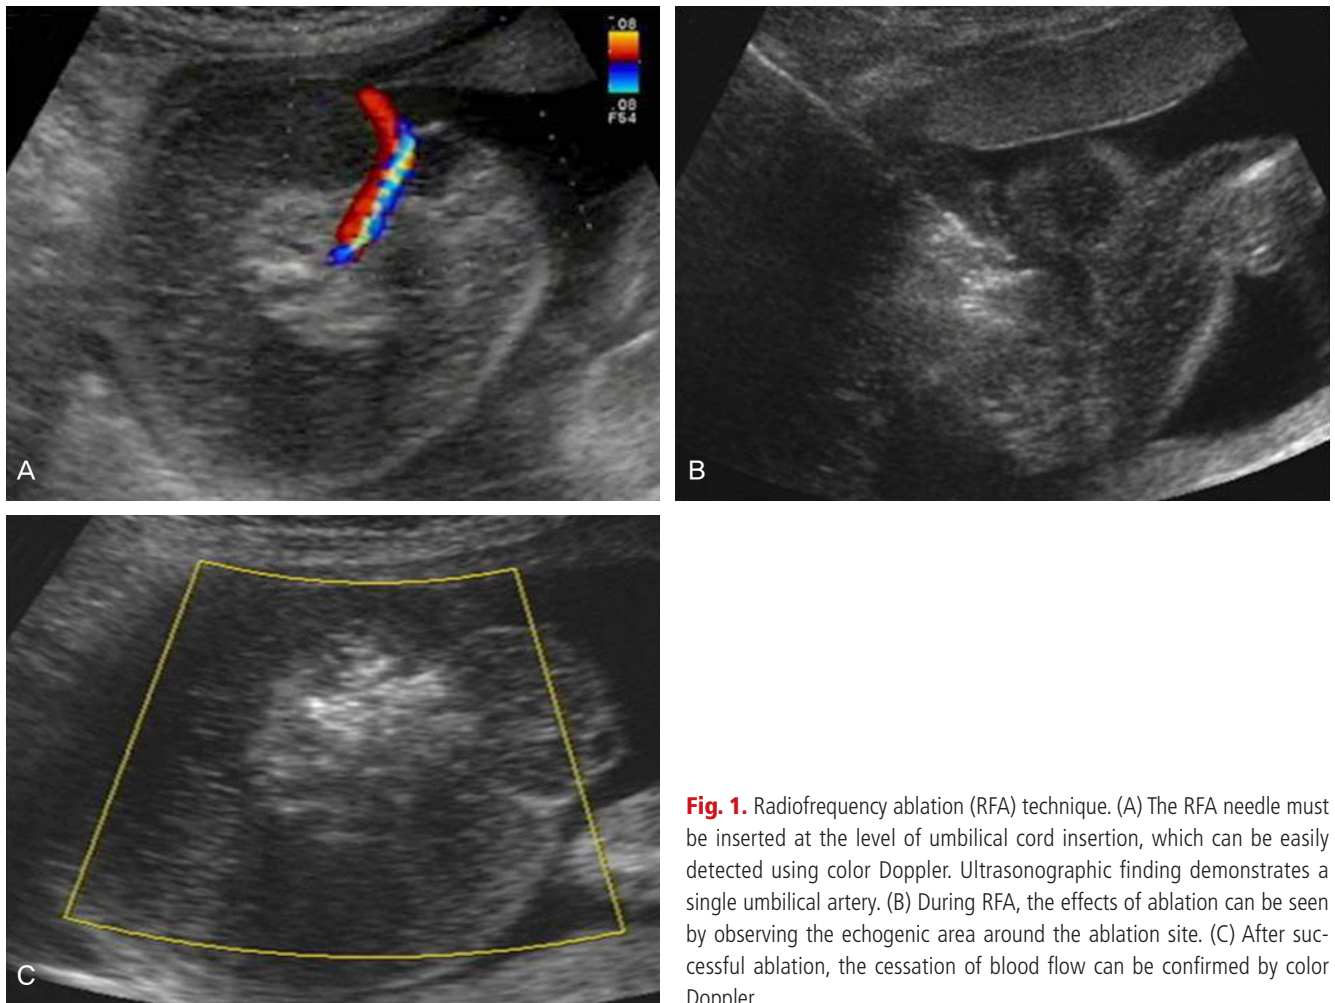 .08
.08
F54
A
B
C
Fig. 1. Radiofrequency ablation (RFA) technique. (A) The RFA needle must
be inserted at the level of umbilical cord insertion, which can be easily
detected using color Doppler. Ultrasonographic finding demonstrates a
single umbilical artery. (B) During RFA, the effects of ablation can be seen
by observing the echogenic area around the ablation site. (C) After suc-
cessful ablation, the cessation of blood flow can be confirmed by color
Doppler.